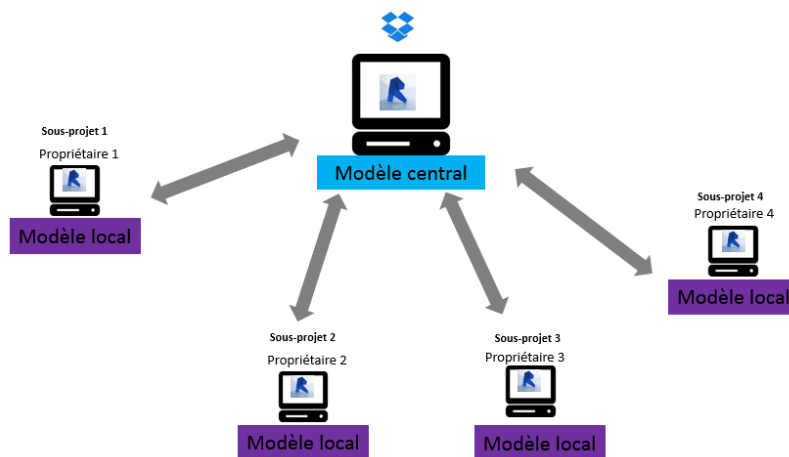 Modèle central
Sous-projet 1
Propriétaire 1
Modèle local
Sous-projet 2
Propriétaire 2
Modèle local
Sous-projet 3
Propriétaire 3
Modèle local
Sous-projet 4
Propriétaire 4
Modèle local